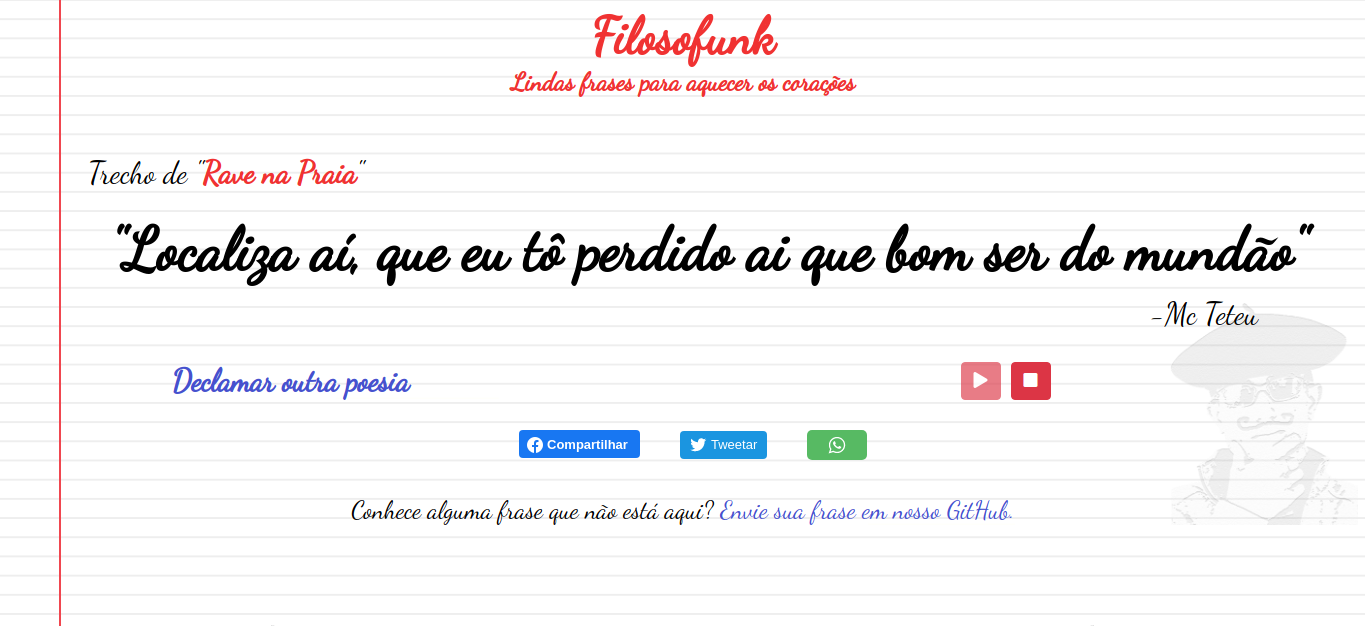 Filosofunk
Lindas frases para aquecer os corações
Trecho de "Rave na Praia"
"Localiza aí, que eu tô perdido ai que bom ser do mundão"
-Mc Teteu
Declamar outra poesia
Compartilhar
Tweetar
Conhece alguma frase que não está aqui? Envie sua frase em nosso GitHub.